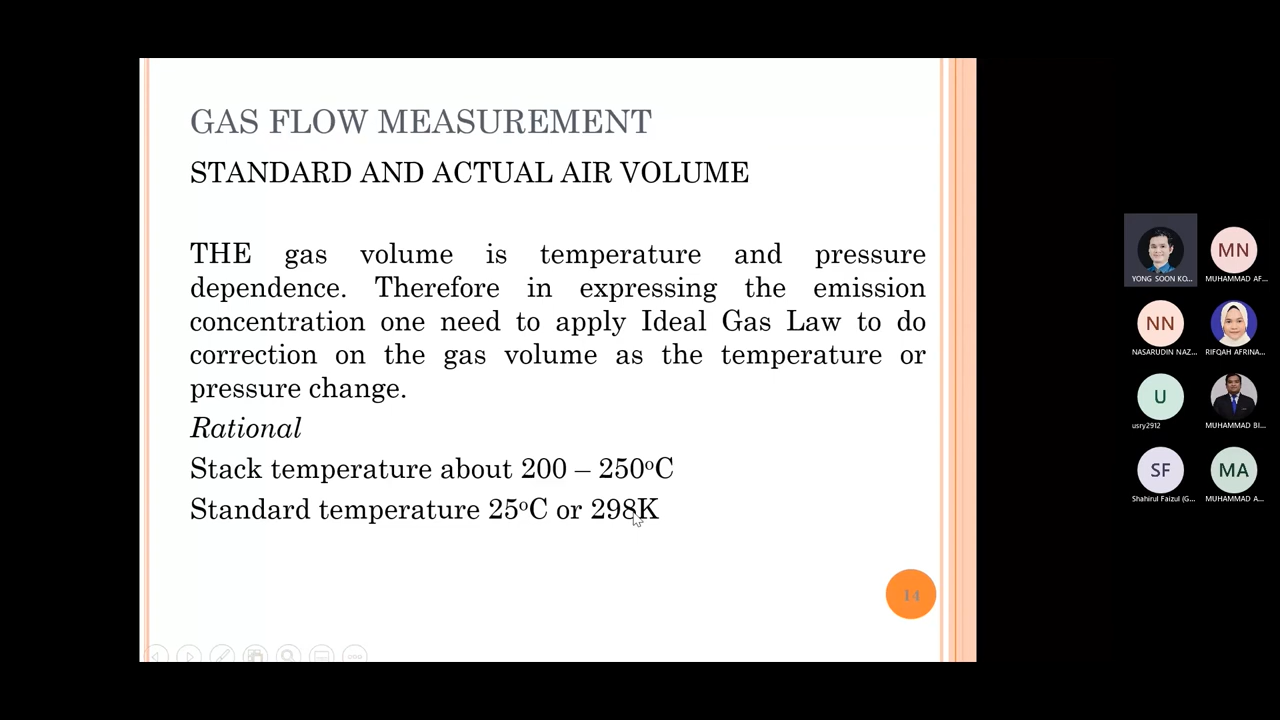 GAS FLOW MEASUREMENT
STANDARD AND ACTUAL AIR VOLUME
THE gas volume is temperature and pressure
dependence. Therefore in expressing the emission
concentration one need to apply Ideal Gas Law to do
correction on the gas volume as the temperature or
pressure change.
Rational
Stack temperature about 200 – 250ºC
Standard temperature 25ºC or 298K
14
YONG SOON KO...
MN
MUHAMMAD AF...
NN
NASARUDIN NAZ...
RIFQAH AFRINA...
U
usry2912
MUHAMMAD BI...
SF
Shahirul Faizul (G...
MA
MUHAMMAD A...